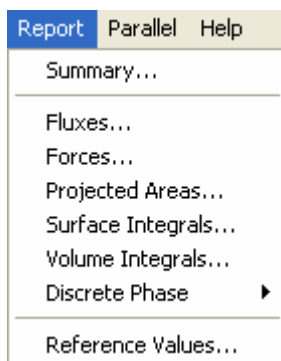 Report Parallel Help
Summary...
Fluxes...
Forces...
Projected Areas...
Surface Integrals...
Volume Integrals...
Discrete Phase
Reference Values...